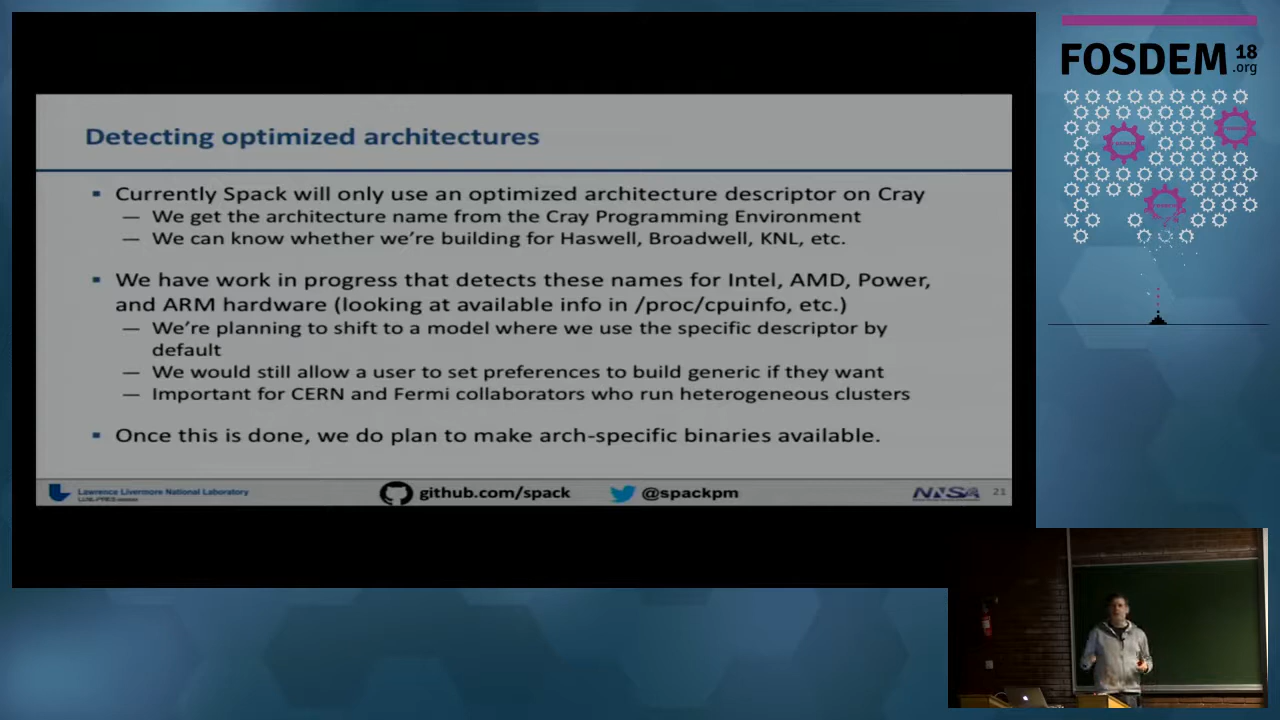 Detecting optimized architectures
▪ Currently Spack will only use an optimized architecture descriptor on Cray
— We get the architecture name from the Cray Programming Environment
— We can know whether we're building for Haswell, Broadwell, KNL, etc.
▪ We have work in progress that detects these names for Intel, AMD, Power,
and ARM hardware (looking at available info in /proc/cpuinfo, etc.)
— We're planning to shift to a model where we use the specific descriptor by
default
— We would still allow a user to set preferences to build generic if they want
— Important for CERN and Fermi collaborators who run heterogeneous clusters
▪ Once this is done, we do plan to make arch-specific binaries available.
Lawrence Livermore National Laboratory
github.com/spack
@spackpm
NNSA
21
FOSDEM 18
.org